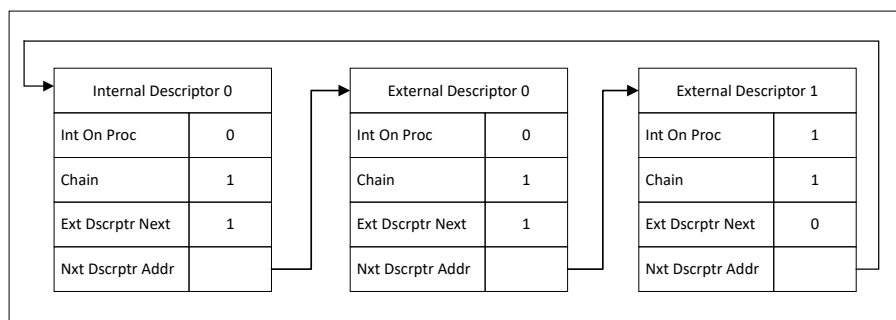 Internal Descriptor 0
Int On Proc 0
Chain 1
Ext Dscrptr Next 1
Nxt Dscrptr Addr
External Descriptor 0
Int On Proc 0
Chain 1
Ext Dscrptr Next 1
Nxt Dscrptr Addr
External Descriptor 1
Int On Proc 1
Chain 1
Ext Dscrptr Next 0
Nxt Dscrptr Addr